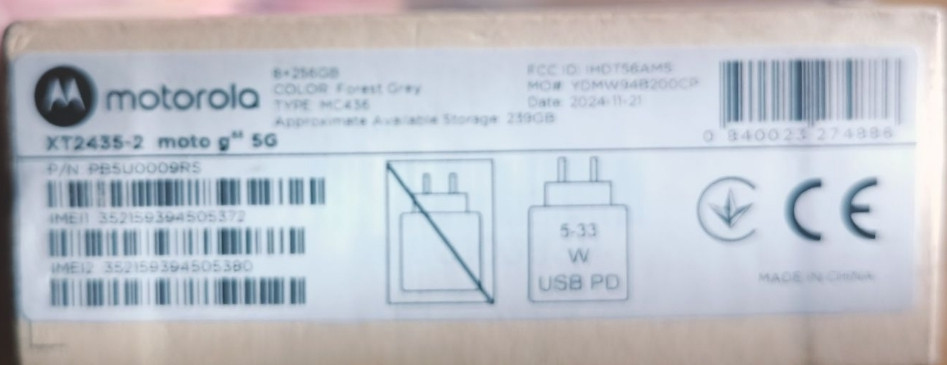 motorola
8+256GB
COLOR: Forest Grey
TYPE: MC436
Approximate Available Storage: 239GB
FCC ID: IHDT56AM5
MO#: YDMW94B200CP
Date: 2024-11-21
0 840023 274886
XT2435-2 moto g⁵⁵ 5G
P/N PB5U0009RS
IMEI1 352159394505372
IMEI2 352159394505380
5-33
W
USB PD
CE
MADE IN CHINA